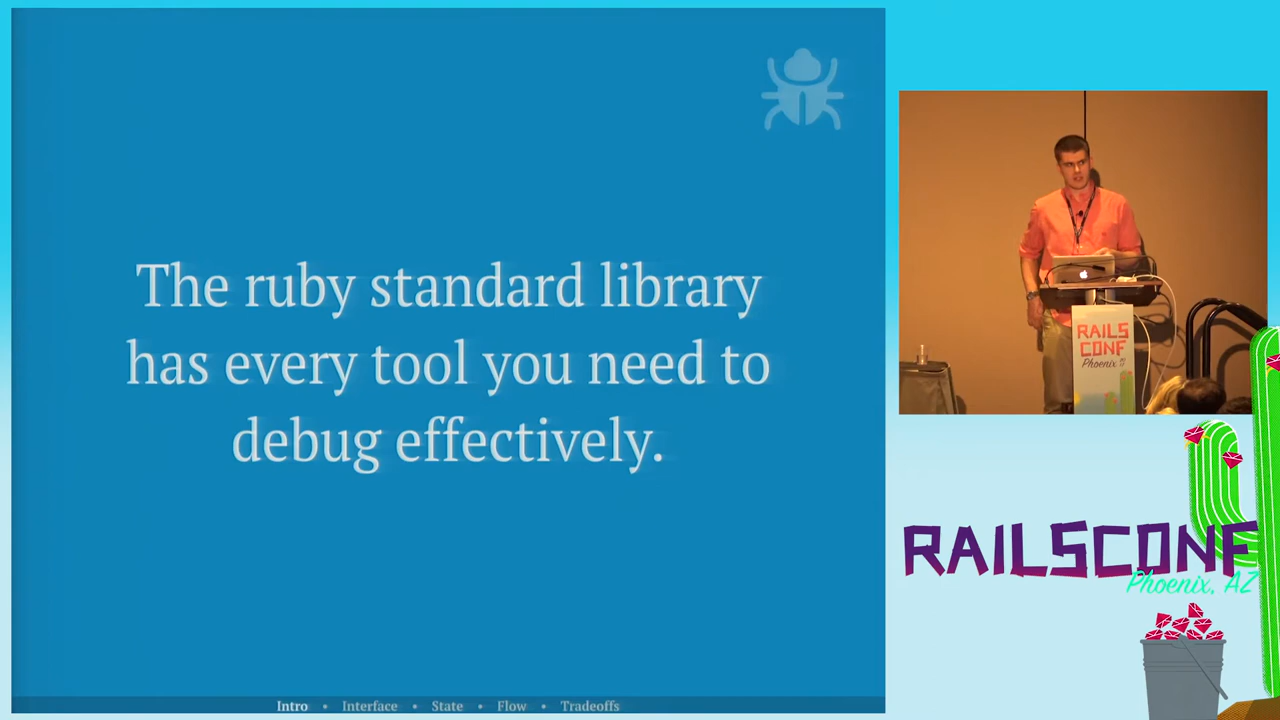 The ruby standard library
has every tool you need to
debug effectively.
Intro • Interface • State • Flow • Tradeoffs
RAILS
CONF
Phoenix
RAILSCONF
Phoenix, AZ